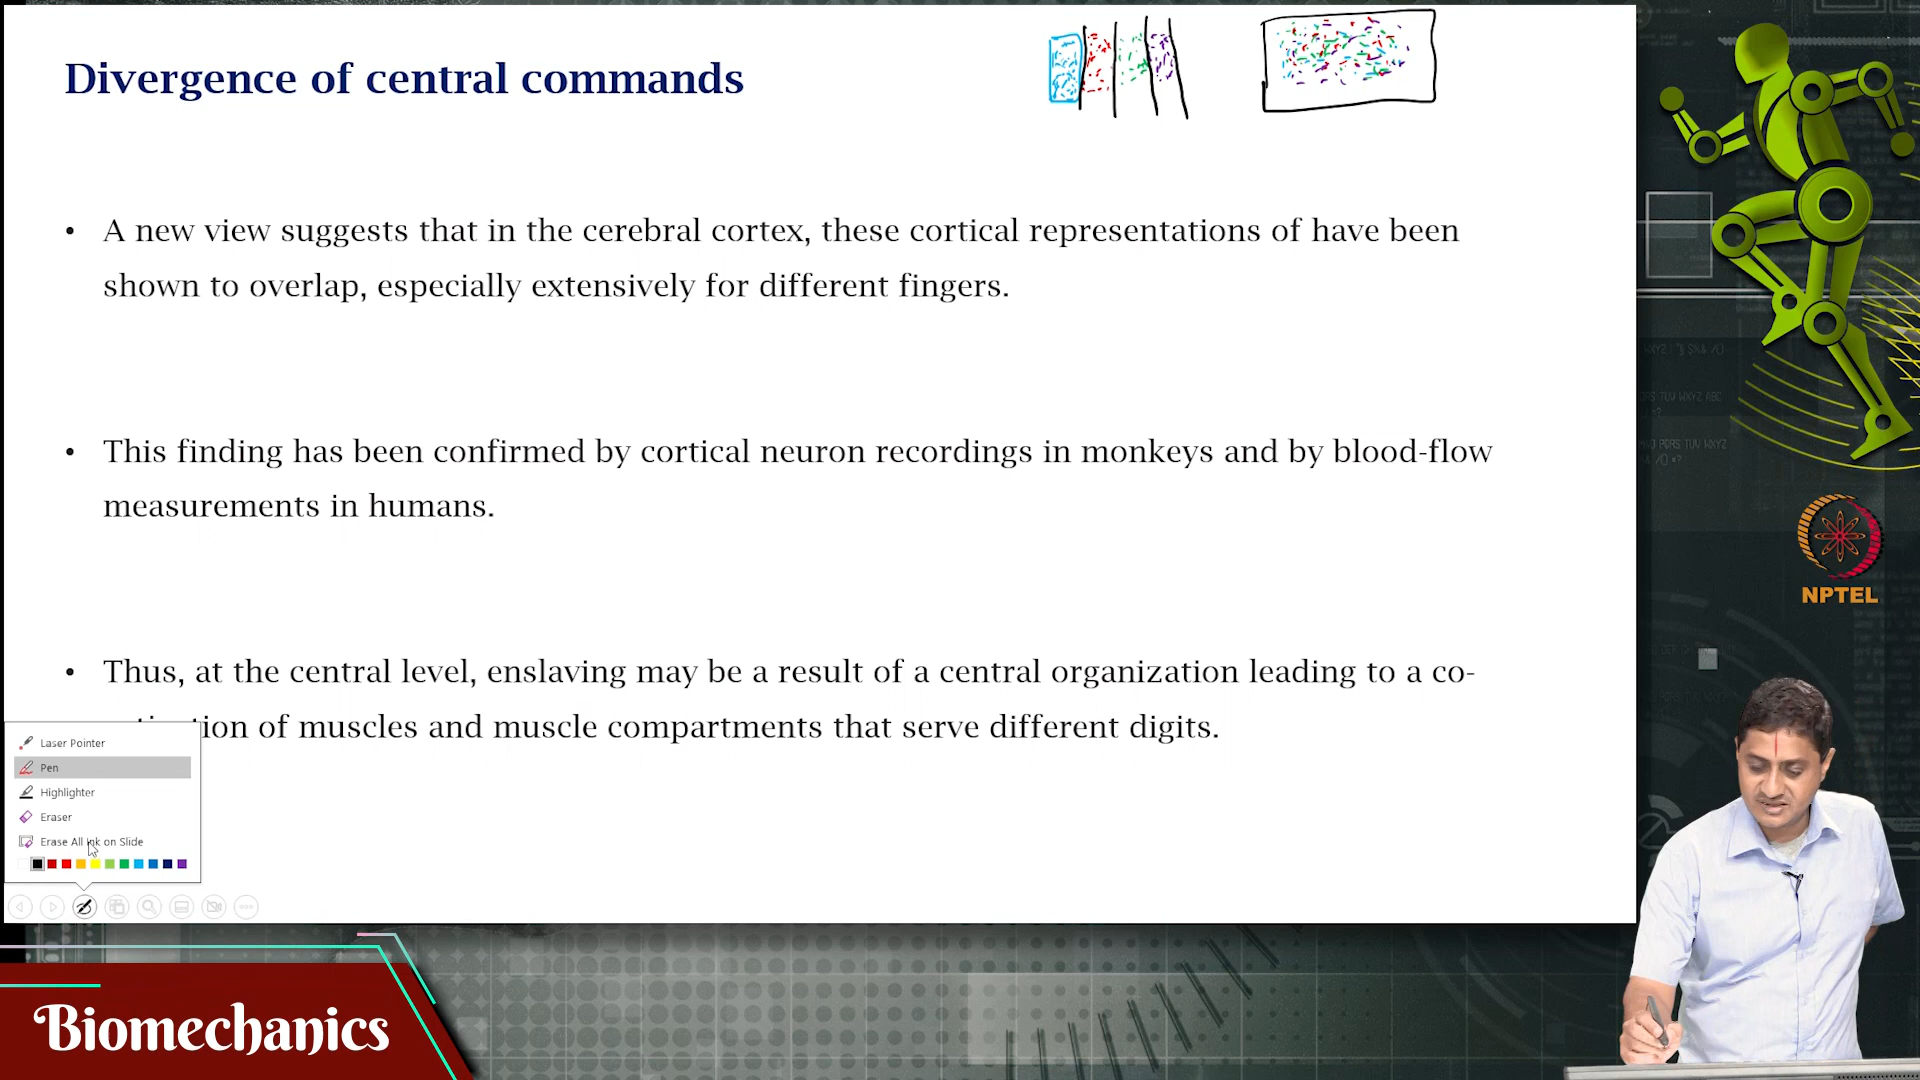 Divergence of central commands
• A new view suggests that in the cerebral cortex, these cortical representations of have been
shown to overlap, especially extensively for different fingers.
• This finding has been confirmed by cortical neuron recordings in monkeys and by blood-flow
measurements in humans.
• Thus, at the central level, enslaving may be a result of a central organization leading to a co-
of muscles and muscle compartments that serve different digits.
Laser Pointer
Pen
Highlighter
Eraser
Erase All Ink on Slide
NPTEL
Biomechanics